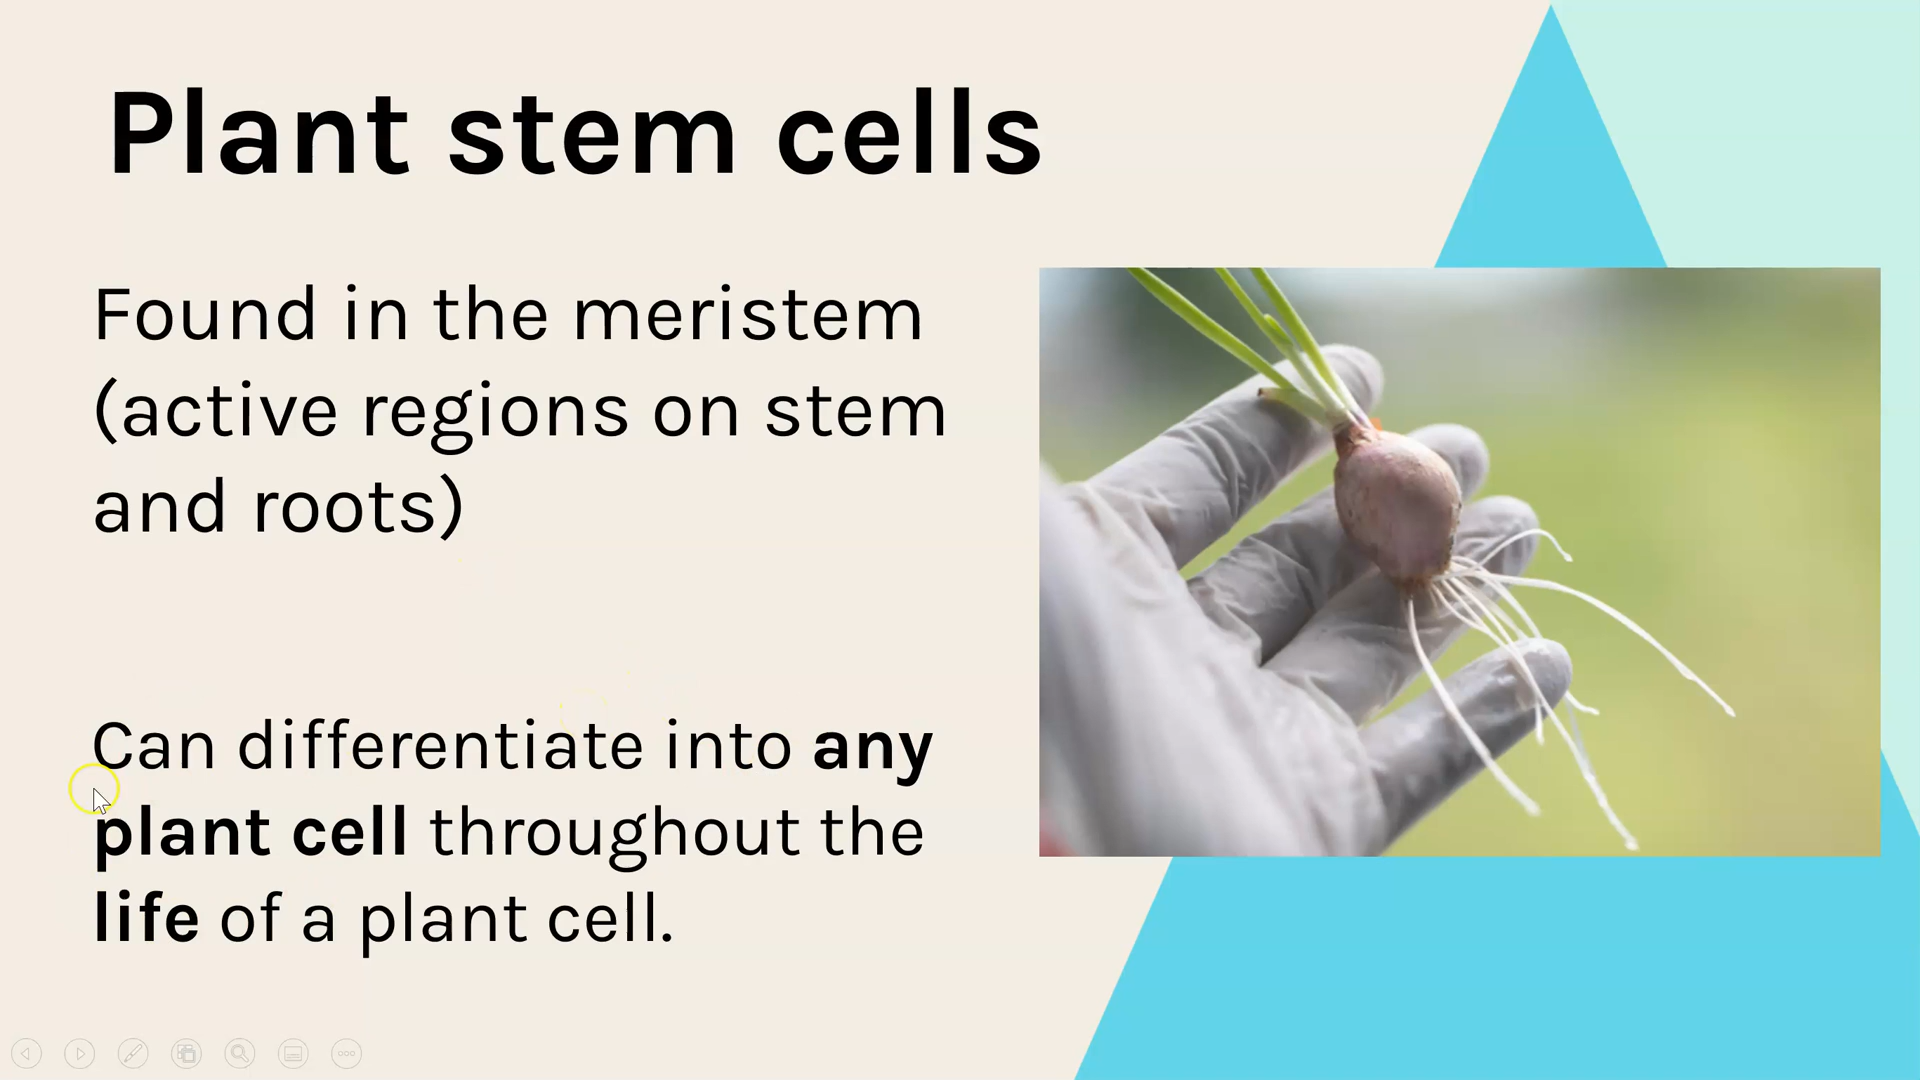 Plant stem cells
Found in the meristem
(active regions on stem
and roots)
Can differentiate into any
plant cell throughout the
life of a plant cell.